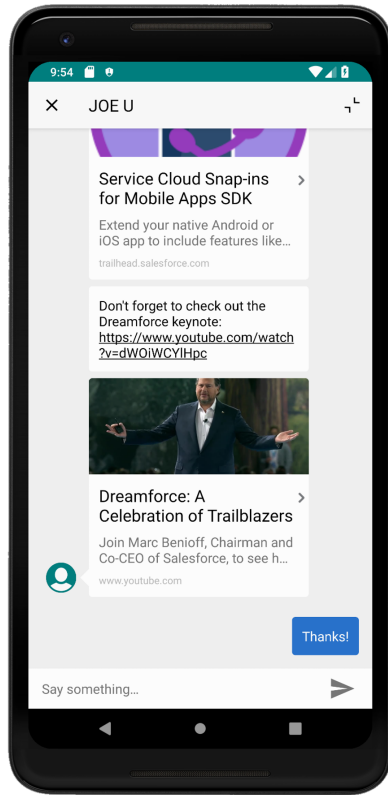 9:54
JOE U
Service Cloud Snap-ins
for Mobile Apps SDK
Extend your native Android or
iOS app to include features like...
trailhead.salesforce.com
Don't forget to check out the
Dreamforce keynote:
https://www.youtube.com/watch
?v=dWOiWCYlHpc
Dreamforce: A
Celebration of Trailblazers
Join Marc Benioff, Chairman and
Co-CEO of Salesforce, to see h...
www.youtube.com
Thanks!
Say something...